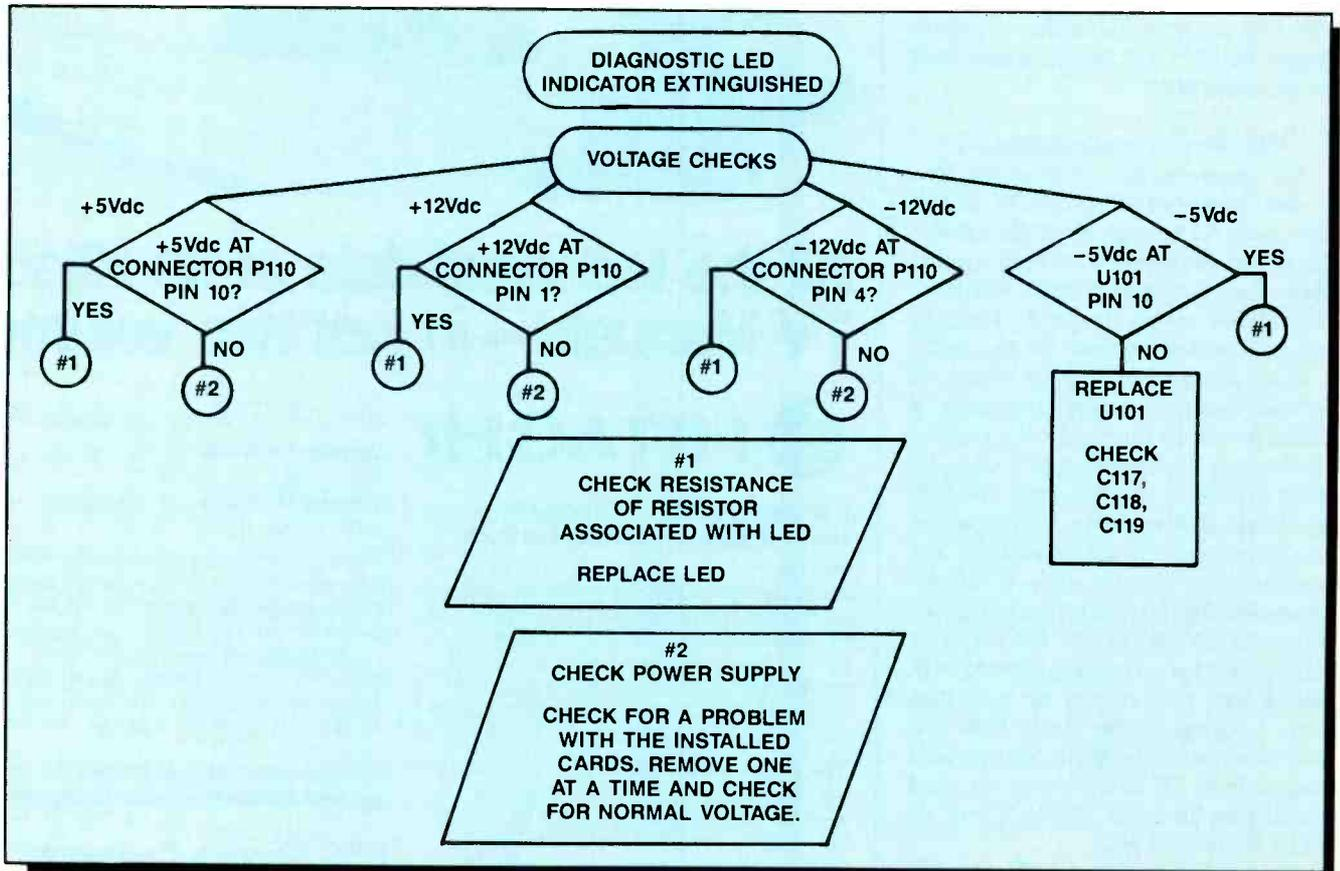 DIAGNOSTIC LED
INDICATOR EXTINGUISHED
VOLTAGE CHECKS
+5Vdc
+5Vdc AT
CONNECTOR P110
PIN 10?
YES
#1
NO
#2
+12Vdc
+12Vdc AT
CONNECTOR P110
PIN 1?
YES
#1
NO
#2
−12Vdc
−12Vdc AT
CONNECTOR P110
PIN 4?
#1
NO
#2
−5Vdc
−5Vdc AT
U101
PIN 10
YES
#1
NO
REPLACE
U101
CHECK
C117,
C118,
C119
#1
CHECK RESISTANCE
OF RESISTOR
ASSOCIATED WITH LED
REPLACE LED
#2
CHECK POWER SUPPLY
CHECK FOR A PROBLEM
WITH THE INSTALLED
CARDS. REMOVE ONE
AT A TIME AND CHECK
FOR NORMAL VOLTAGE.